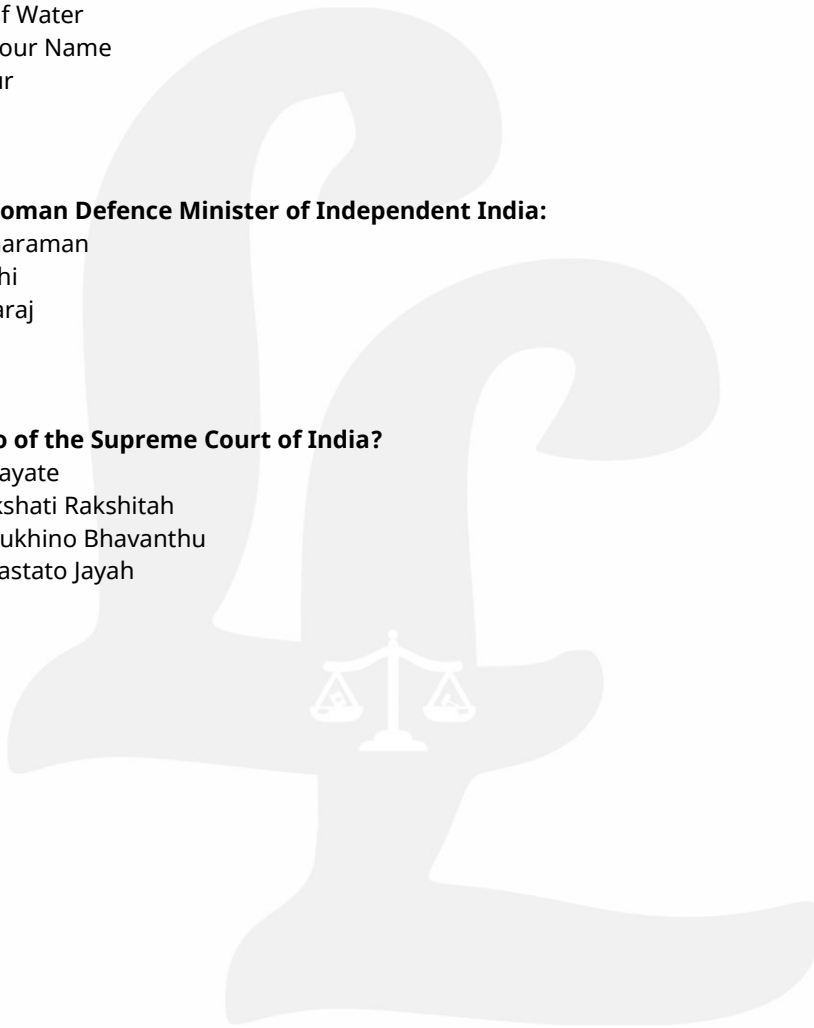 f Water
our Name
ur
oman Defence Minister of Independent India:
araman
hi
araj
o of the Supreme Court of India?
ayate
kshati Rakshitah
ukhino Bhavanthu
astato Jayah